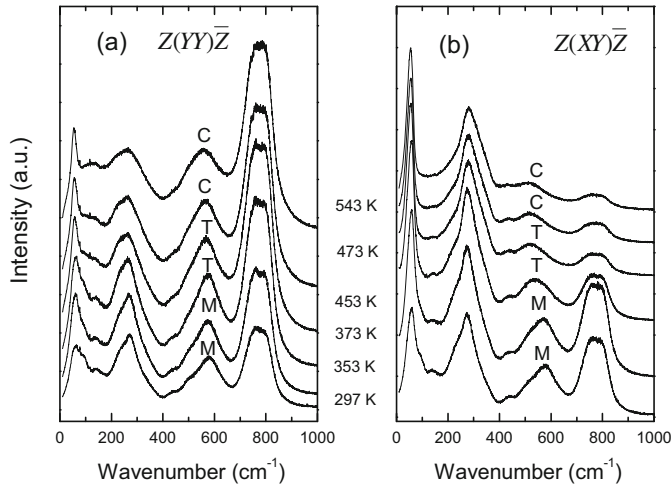 (a)
Z(YY)Z̅
(b)
Z(XY)Z̅
Intensity (a.u.)
C
C
T
T
M
M
543 K
473 K
453 K
373 K
353 K
297 K
C
C
T
T
M
M
0 200 400 600 800 1000
0 200 400 600 800 1000
Wavenumber (cm⁻¹)
Wavenumber (cm⁻¹)